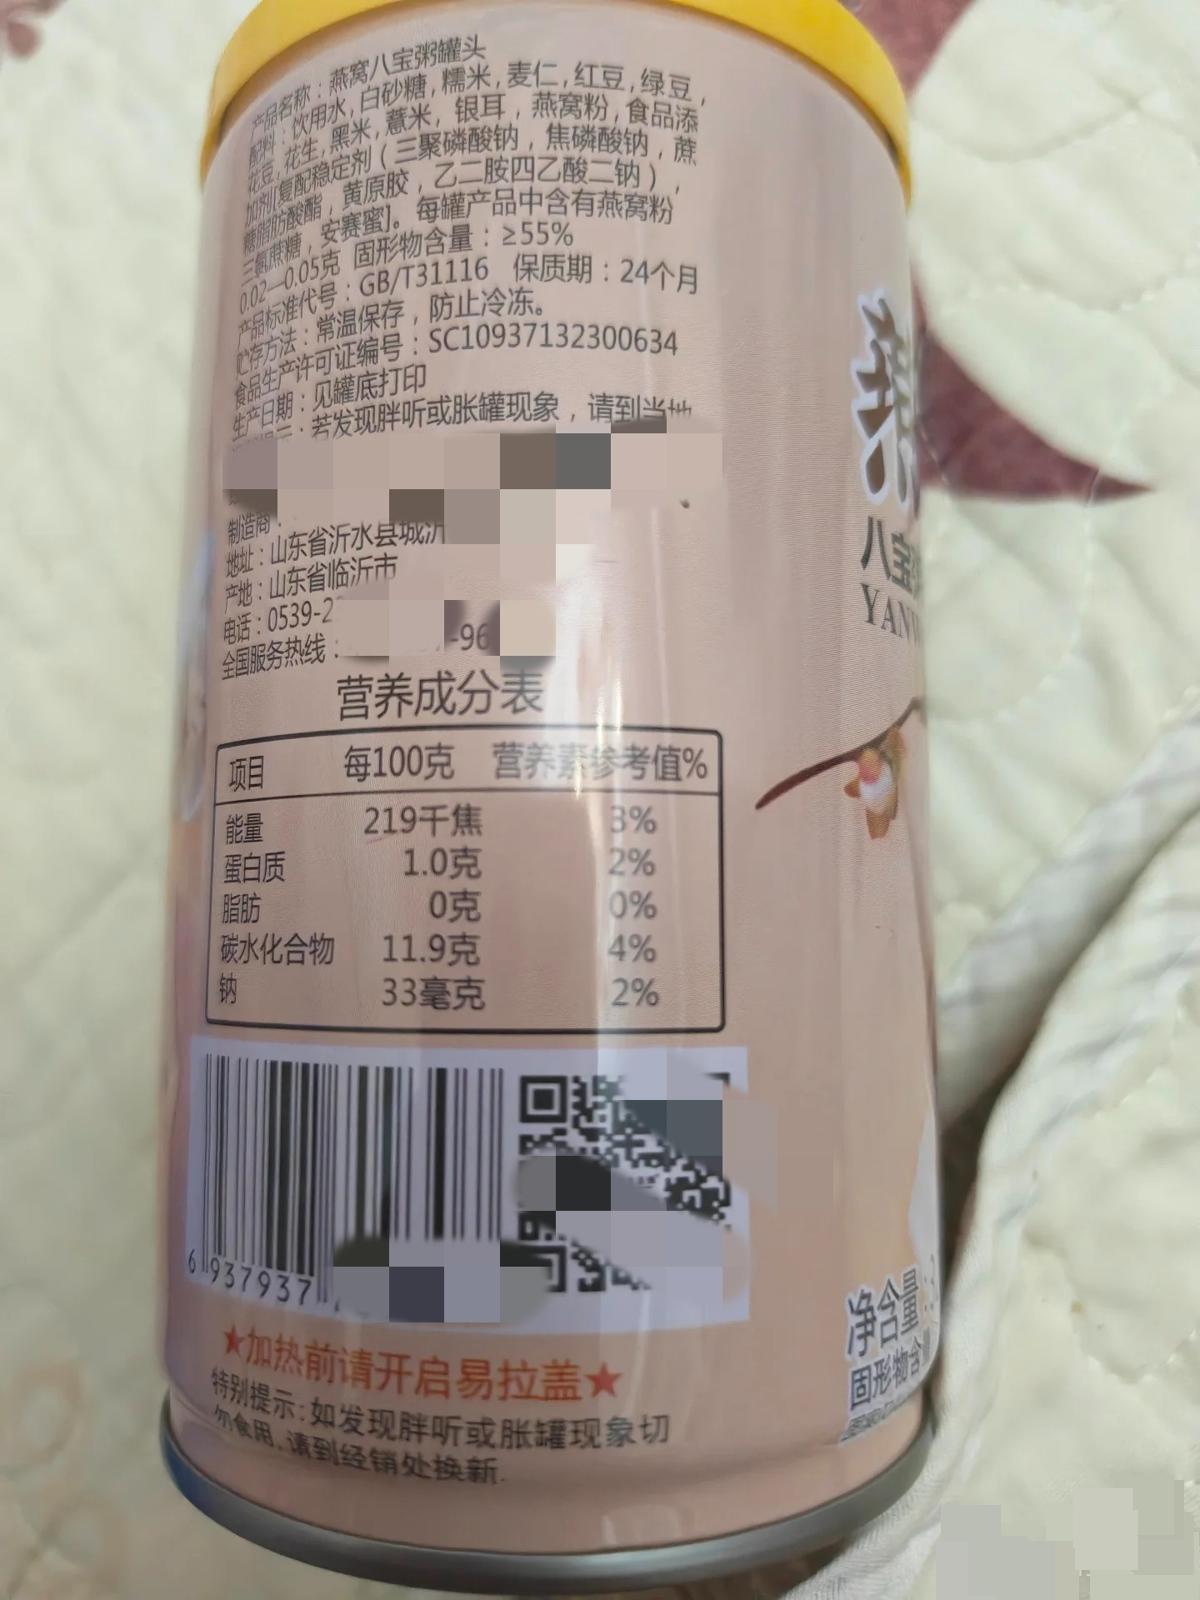 产品名称：燕窝八宝粥罐头
配料：饮用水,白砂糖,糯米,麦仁,红豆,绿豆,
花豆,花生,黑米,薏米,银耳,燕窝粉,食品添
加剂[复配稳定剂（三聚磷酸钠,焦磷酸钠,蔗
糖脂肪酸酯,黄原胶,乙二胺四乙酸二钠）,
三氯蔗糖,安赛蜜]。每罐产品中含有燕窝粉
0.02—0.05克 固形物含量：≥55%
产品标准代号：GB/T31116 保质期：24个月
贮存方法：常温保存，防止冷冻。
食品生产许可证编号：SC10937132300634
生产日期：见罐底打印
提示：若发现胖听或胀罐现象，请到当地
制造商：
地址：山东省沂水县城沂
产地：山东省临沂市
电话：0539-2
全国服务热线： -96
营养成分表
项目 每100克 营养素参考值%
能量 219千焦 3%
蛋白质 1.0克 2%
脂肪 0克 0%
碳水化合物 11.9克 4%
钠 33毫克 2%
6 937937
★加热前请开启易拉盖★
特别提示:如发现胖听或胀罐现象切
勿食用,请到经销处换新.
八宝
YANW
净含量:3
固形物含量